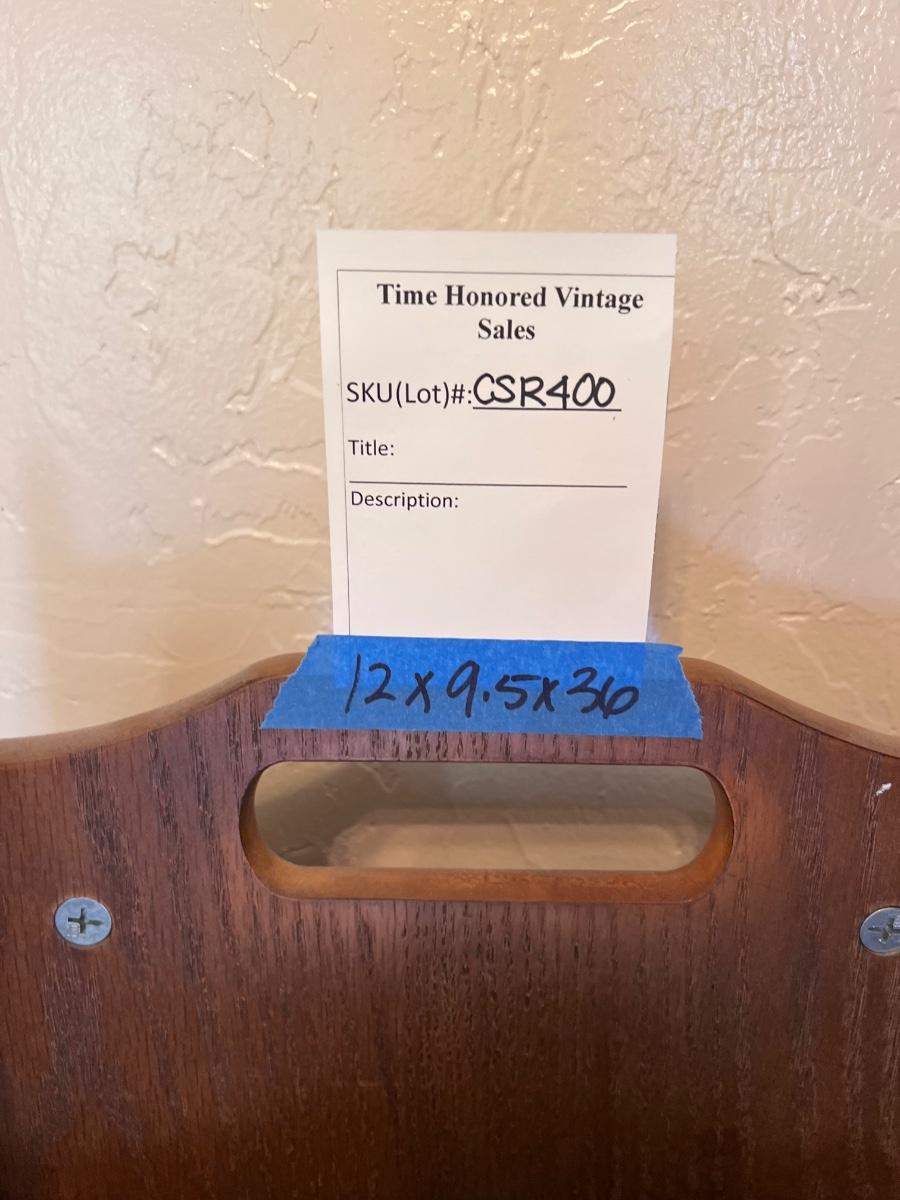 Time Honored Vintage
Sales
SKU(Lot)#:CSR400
Title:
Description:
12x9.5x36